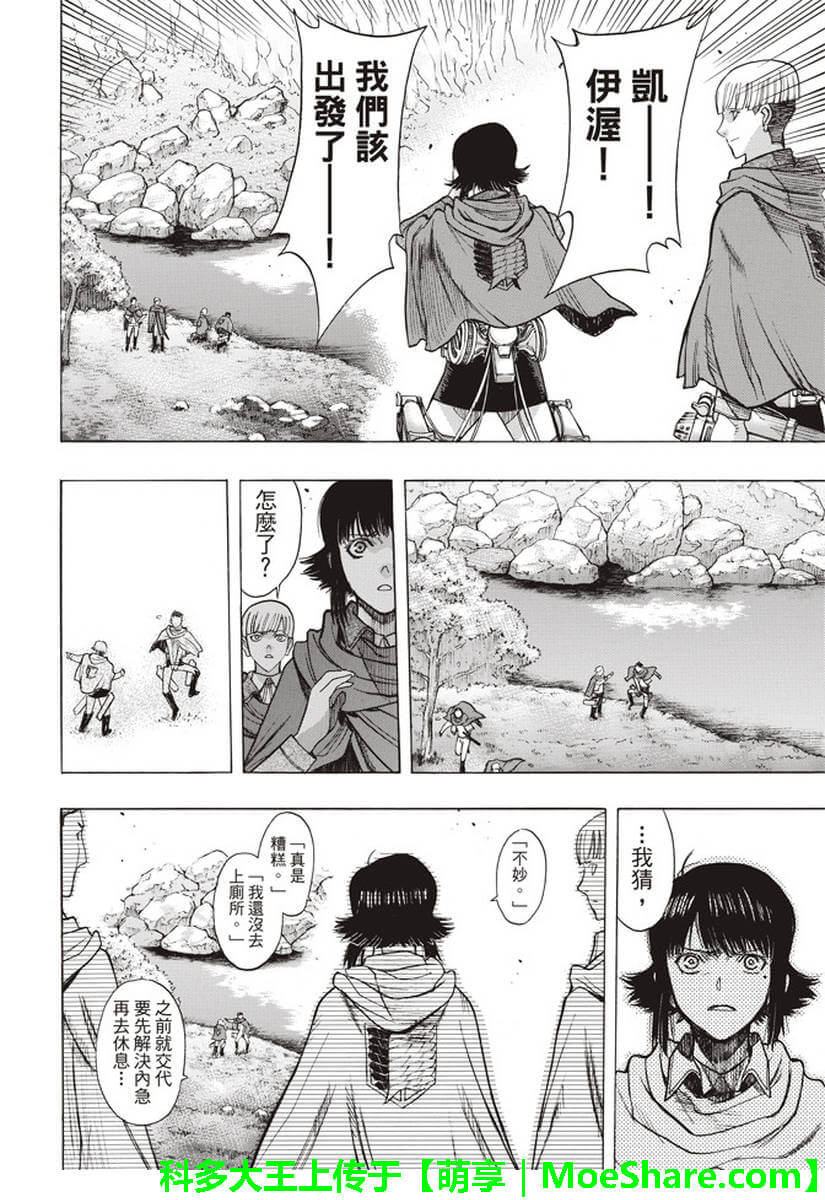 凱——！
伊渥！
我們該
出發了——！
怎麼了？
…我猜，
「不妙。」
「真是
糟糕。」
「我還沒去
上廁所。」
之前就交代
要先解決內急
再去休息…
科多大王上传于【萌享|MoeShare.com】